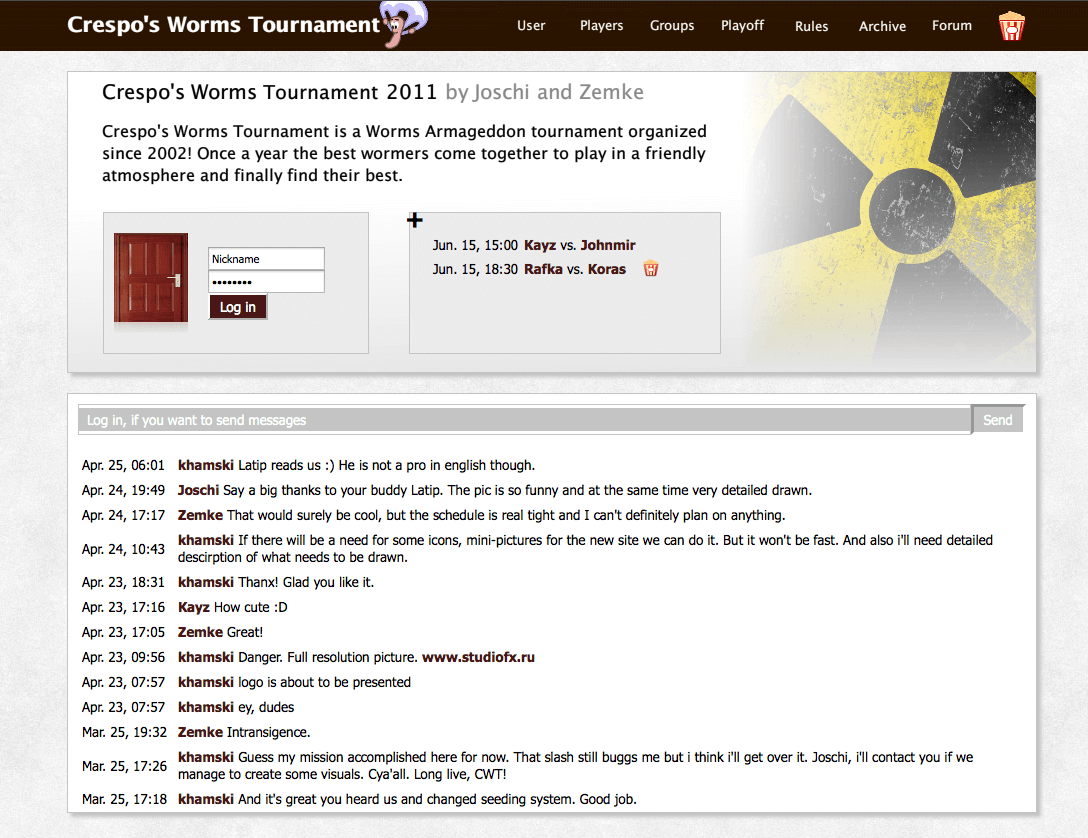 Crespo's Worms Tournament
User Players Groups Playoff Rules Archive Forum
Crespo's Worms Tournament 2011 by Joschi and Zemke
Crespo's Worms Tournament is a Worms Armageddon tournament organized
since 2002! Once a year the best wormers come together to play in a friendly
atmosphere and finally find their best.
Nickname
••••••••
Log in
+
Jun. 15, 15:00 Kayz vs. Johnmir
Jun. 15, 18:30 Rafka vs. Koras
Log in, if you want to send messages
Send
Apr. 25, 06:01 khamski Latip reads us :) He is not a pro in english though.
Apr. 24, 19:49 Joschi Say a big thanks to your buddy Latip. The pic is so funny and at the same time very detailed drawn.
Apr. 24, 17:17 Zemke That would surely be cool, but the schedule is real tight and I can't definitely plan on anything.
Apr. 24, 10:43 khamski If there will be a need for some icons, mini-pictures for the new site we can do it. But it won't be fast. And also i'll need detailed
descirption of what needs to be drawn.
Apr. 23, 18:31 khamski Thanx! Glad you like it.
Apr. 23, 17:16 Kayz How cute :D
Apr. 23, 17:05 Zemke Great!
Apr. 23, 09:56 khamski Danger. Full resolution picture. www.studiofx.ru
Apr. 23, 07:57 khamski logo is about to be presented
Apr. 23, 07:57 khamski ey, dudes
Mar. 25, 19:32 Zemke Intransigence.
Mar. 25, 17:26 khamski Guess my mission accomplished here for now. That slash still buggs me but i think i'll get over it. Joschi, i'll contact you if we
manage to create some visuals. Cya'all. Long live, CWT!
Mar. 25, 17:18 khamski And it's great you heard us and changed seeding system. Good job.